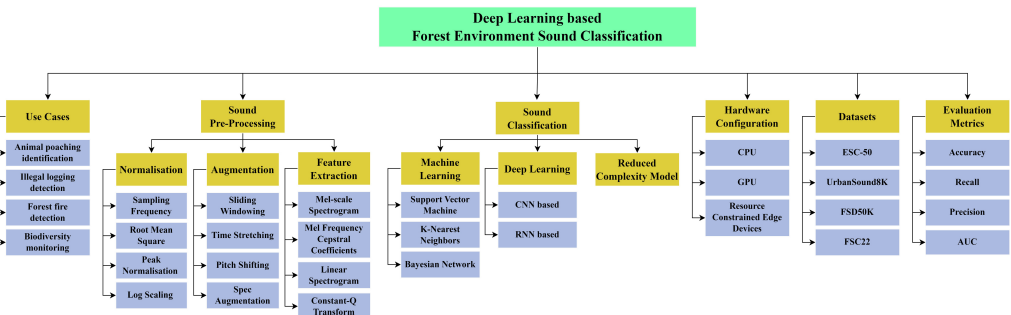 Deep Learning based
Forest Environment Sound Classification
Use Cases
Animal poaching
identification
Illegal logging
detection
Forest fire
detection
Biodiversity
monitoring
Sound
Pre-Processing
Normalisation
Sampling
Frequency
Root Mean
Square
Peak
Normalisation
Log Scaling
Augmentation
Sliding
Windowing
Time Stretching
Pitch Shifting
Spec
Augmentation
Feature
Extraction
Mel-scale
Spectrogram
Mel Frequency
Cepstral
Coefficients
Linear
Spectrogram
Constant-Q
Transform
Sound
Classification
Machine
Learning
Support Vector
Machine
K-Nearest
Neighbors
Bayesian Network
Deep Learning
CNN based
RNN based
Reduced
Complexity Model
Hardware
Configuration
CPU
GPU
Resource
Constrained Edge
Devices
Datasets
ESC-50
UrbanSound8K
FSD50K
FSC22
Evaluation
Metrics
Accuracy
Recall
Precision
AUC